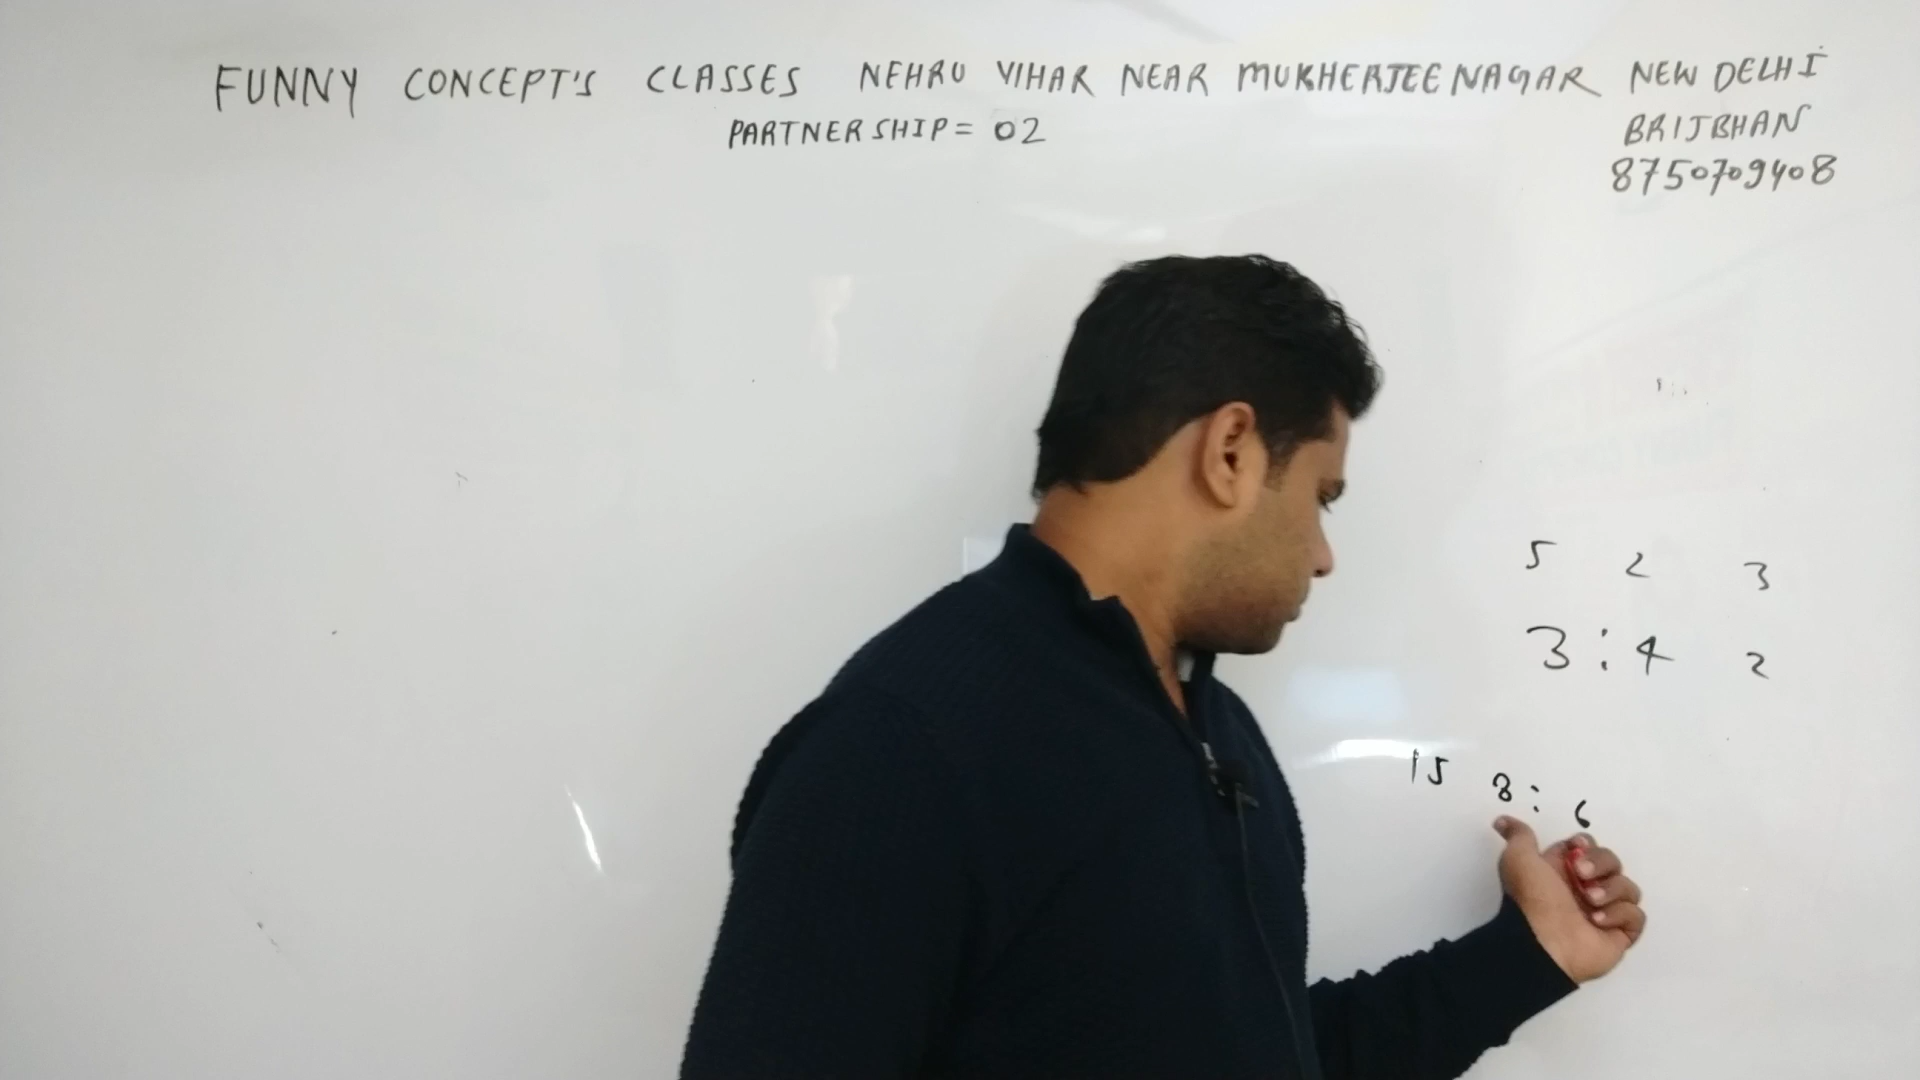 FUNNY CONCEPT'S CLASSES NEHRU VIHAR NEAR MUKHERJEE NAGAR NEW DELHI
PARTNERSHIP = 02
BRIJBHAN
8750709408
5 2 3
3 : 4 2
15 8 : 6